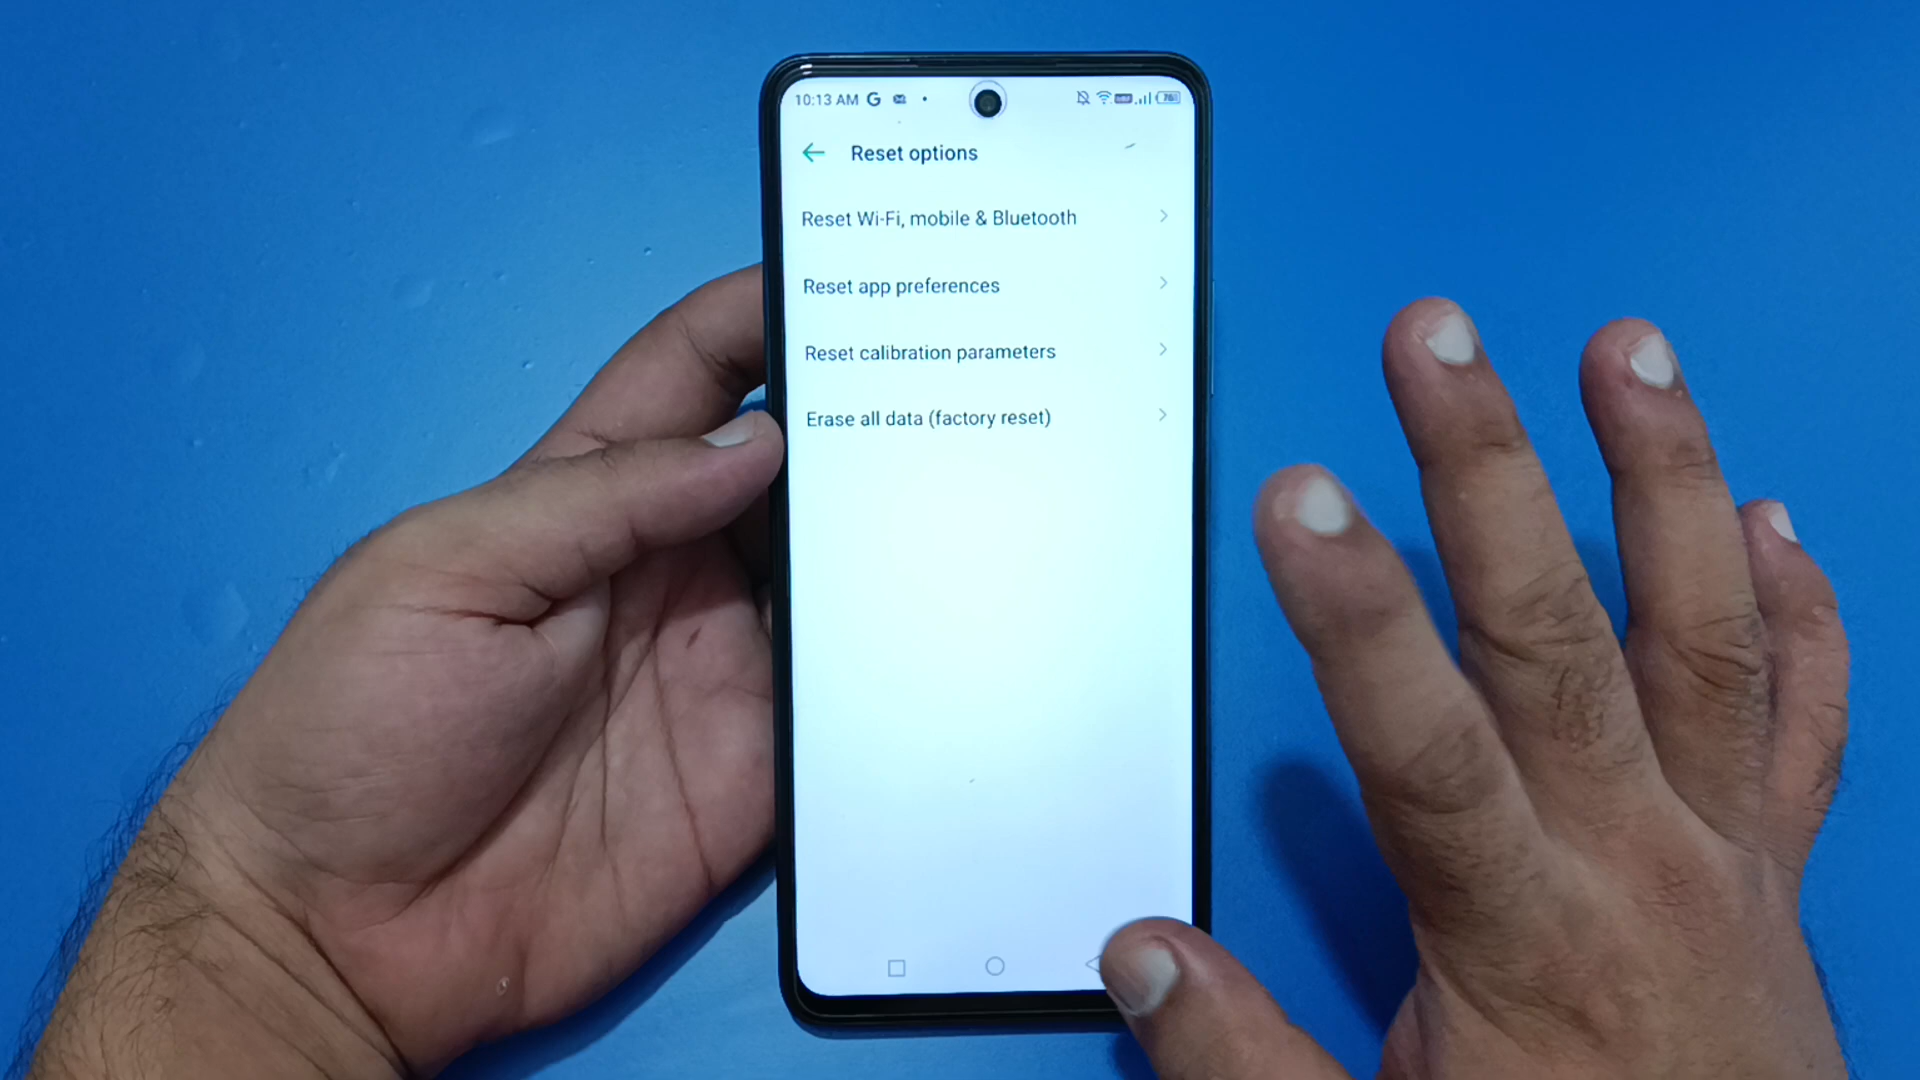 10:13 AM G
Reset options
Reset Wi-Fi, mobile & Bluetooth
Reset app preferences
Reset calibration parameters
Erase all data (factory reset)